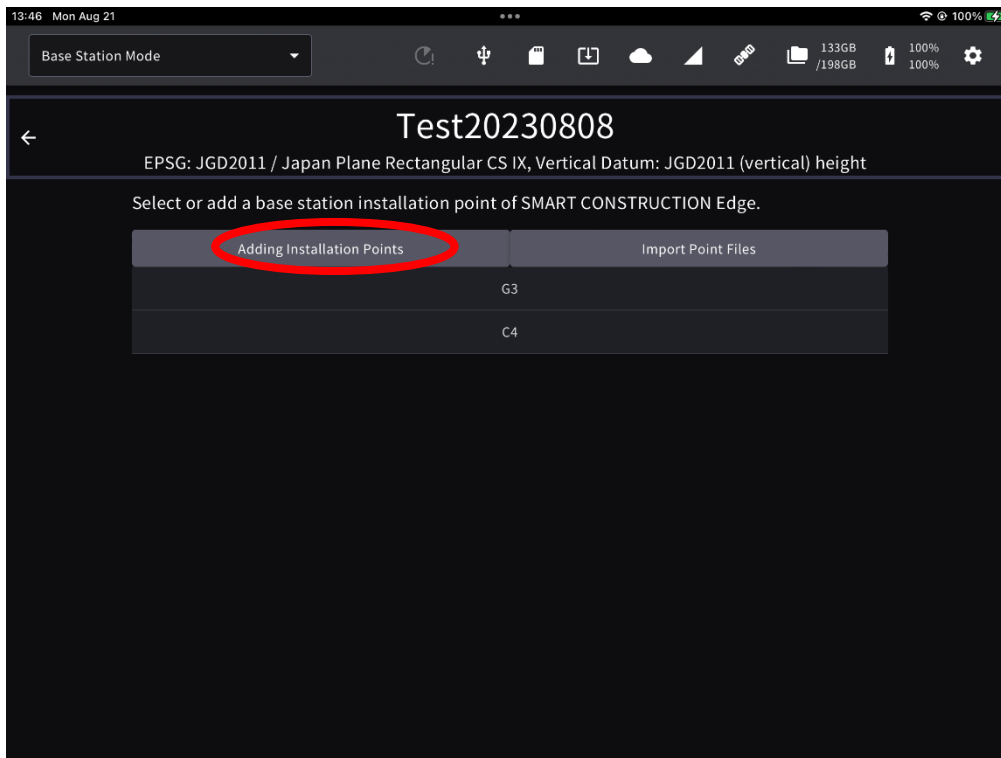 13:46 Mon Aug 21
100%
Base Station Mode
133GB
/198GB
100%
100%
Test20230808
EPSG: JGD2011 / Japan Plane Rectangular CS IX, Vertical Datum: JGD2011 (vertical) height
Select or add a base station installation point of SMART CONSTRUCTION Edge.
Adding Installation Points
Import Point Files
G3
C4